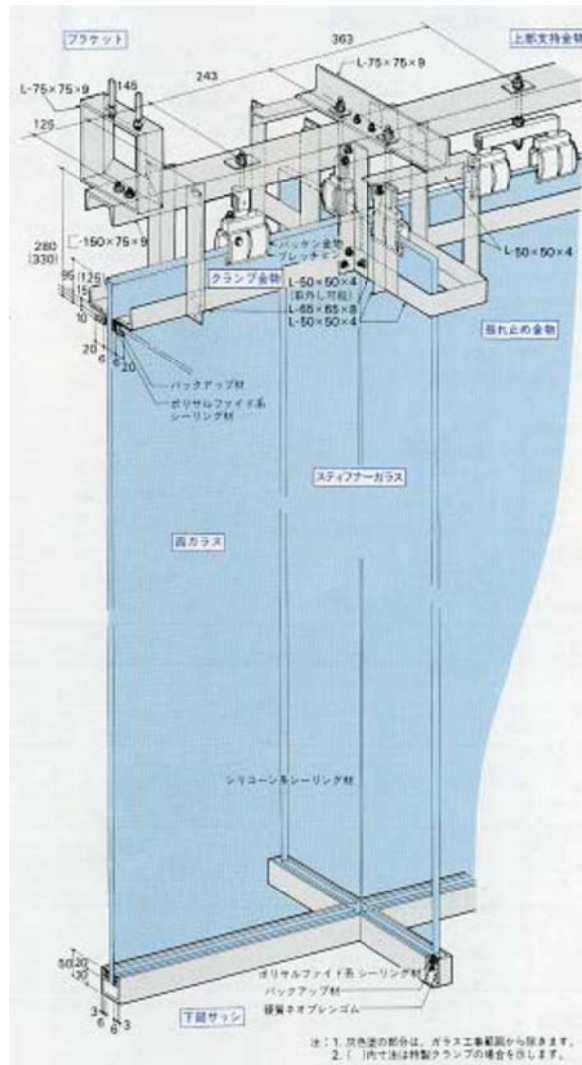 ブラケット
363
上部支持金物
L-75×75×9
243
L-75×75×9
145
125
280
(330)
[-150×75×9
95
(125)
15
10
パッケン金物
フレッチェン
クランプ金物
L-50×50×4
(取外し可能)
L-65×65×8
L-50×50×4
L-50×50×4
振れ止め金物
20
6
6
20
バックアップ材
ポリサルファイド系
シーリング材
スティフナーガラス
面ガラス
シリコーン系シーリング材
50
20
30
3
6
6
3
下部サッシ
ポリサルファイド系 シーリング材
バックアップ材
硬質ネオプレンゴム
注：1. 灰色塗の部分は、ガラス工事範囲から除きます。
2. ( )内寸法は特製クランプの場合を示します。